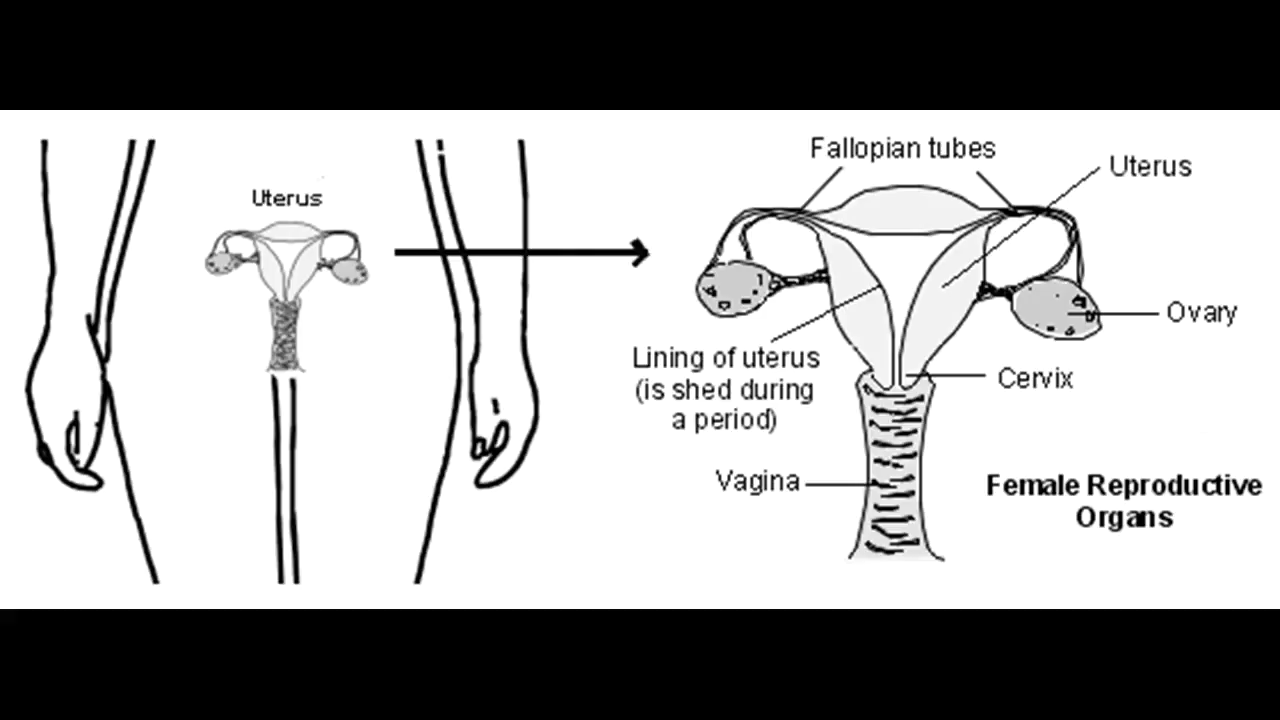 Uterus
Fallopian tubes
Uterus
Ovary
Lining of uterus
(is shed during
a period)
Cervix
Vagina
Female Reproductive
Organs